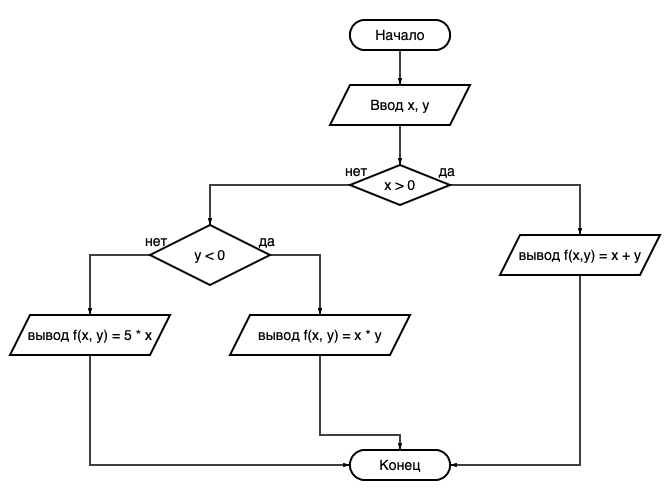 Начало
Ввод x, y
нет
да
x > 0
нет
да
y < 0
вывод f(x,y) = x + y
вывод f(x, y) = 5 * x
вывод f(x, y) = x * y
Конец